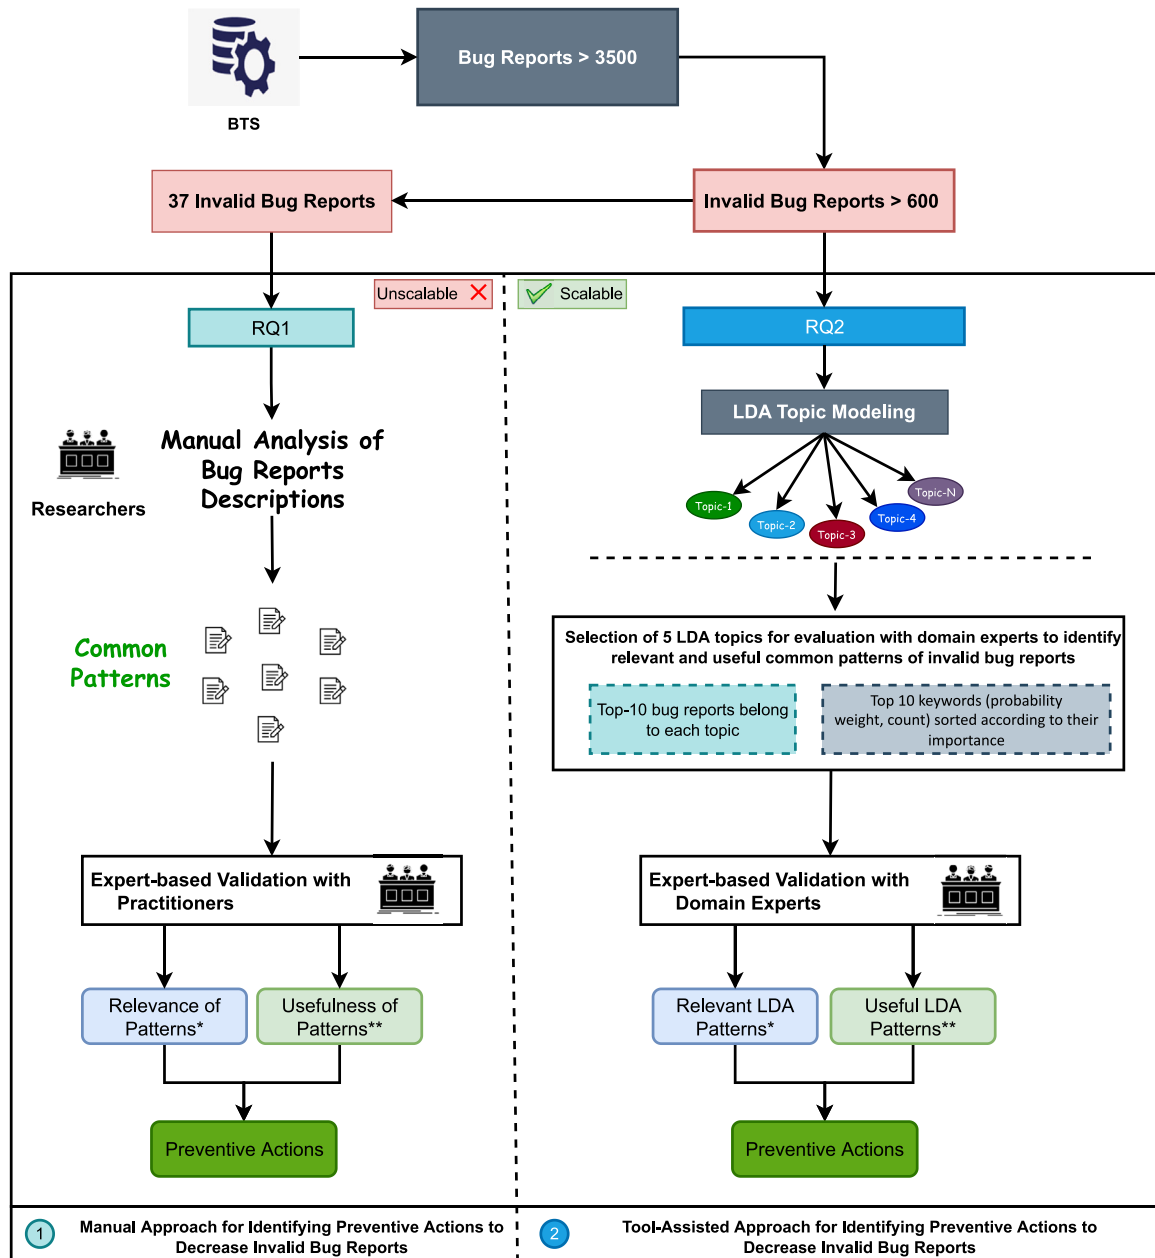 Bug Reports > 3500
BTS
37 Invalid Bug Reports
Invalid Bug Reports > 600
Unscalable
Scalable
RQ1
RQ2
LDA Topic Modeling
Manual Analysis of
Bug Reports
Descriptions
Researchers
Topic-1
Topic-2
Topic-3
Topic-4
Topic-N
Common
Patterns
Selection of 5 LDA topics for evaluation with domain experts to identify
relevant and useful common patterns of invalid bug reports
Top-10 bug reports belong
to each topic
Top 10 keywords (probability
weight, count) sorted according to their
importance
Expert-based Validation with
Practitioners
Expert-based Validation with
Domain Experts
Relevance of
Patterns*
Usefulness of
Patterns**
Relevant LDA
Patterns*
Useful LDA
Patterns**
Preventive Actions
Preventive Actions
1
Manual Approach for Identifying Preventive Actions to
Decrease Invalid Bug Reports
2
Tool-Assisted Approach for Identifying Preventive Actions to
Decrease Invalid Bug Reports